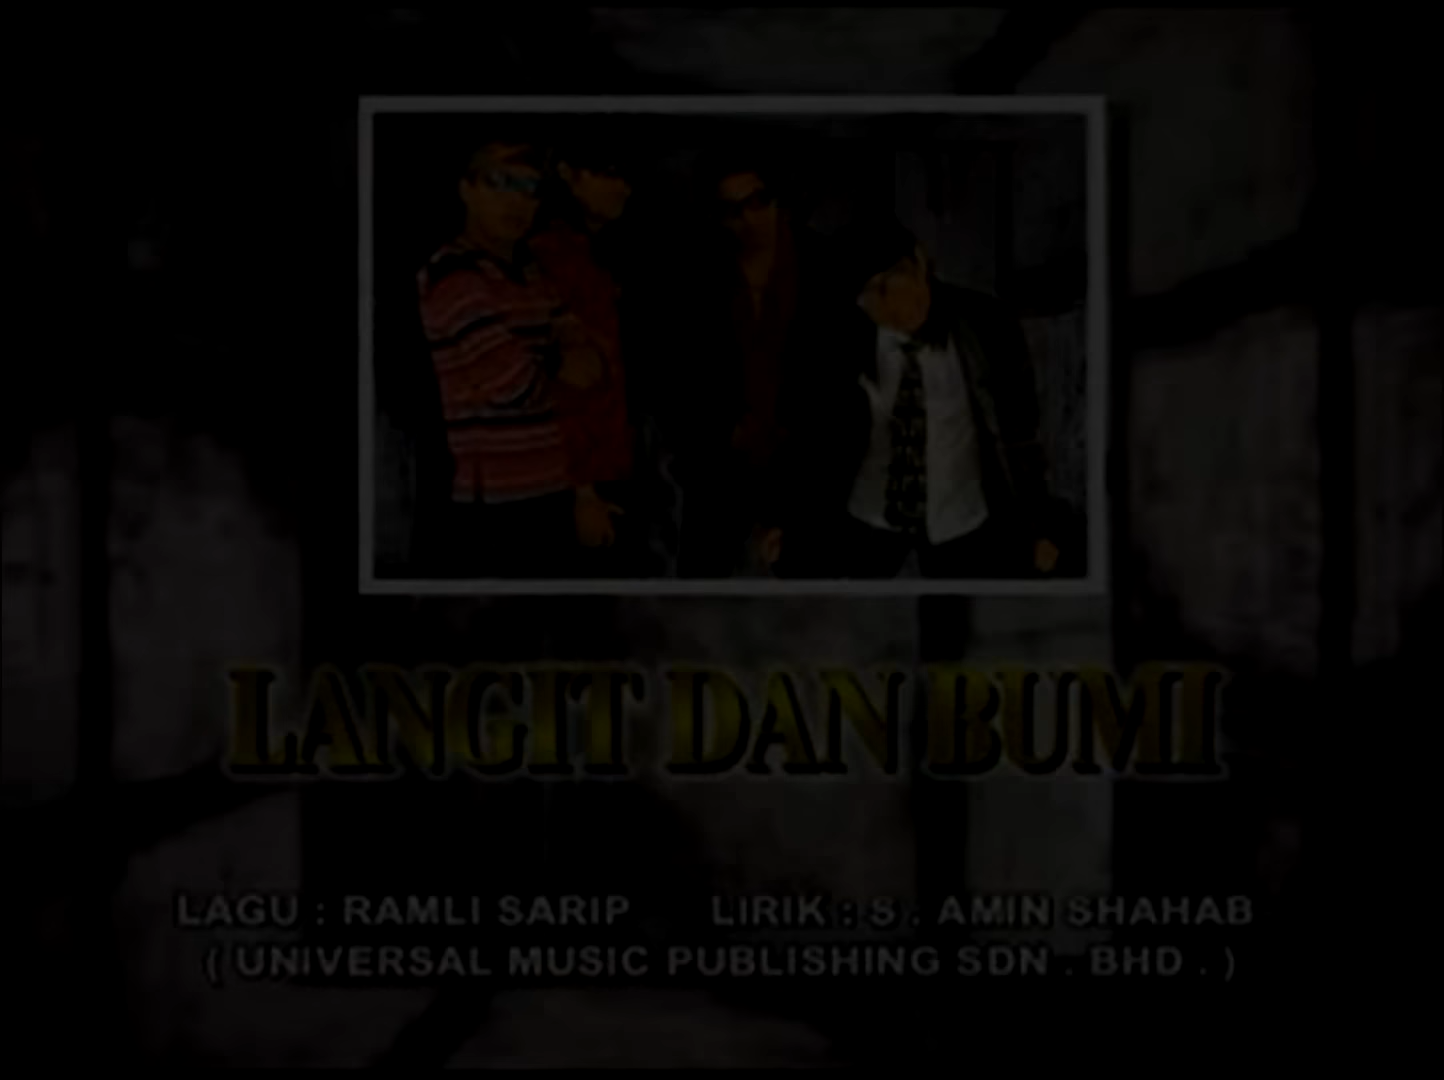 LANGIT DAN BUMI
LAGU : RAMLI SARIP LIRIK : S . AMIN SHAHAB
( UNIVERSAL MUSIC PUBLISHING SDN . BHD . )